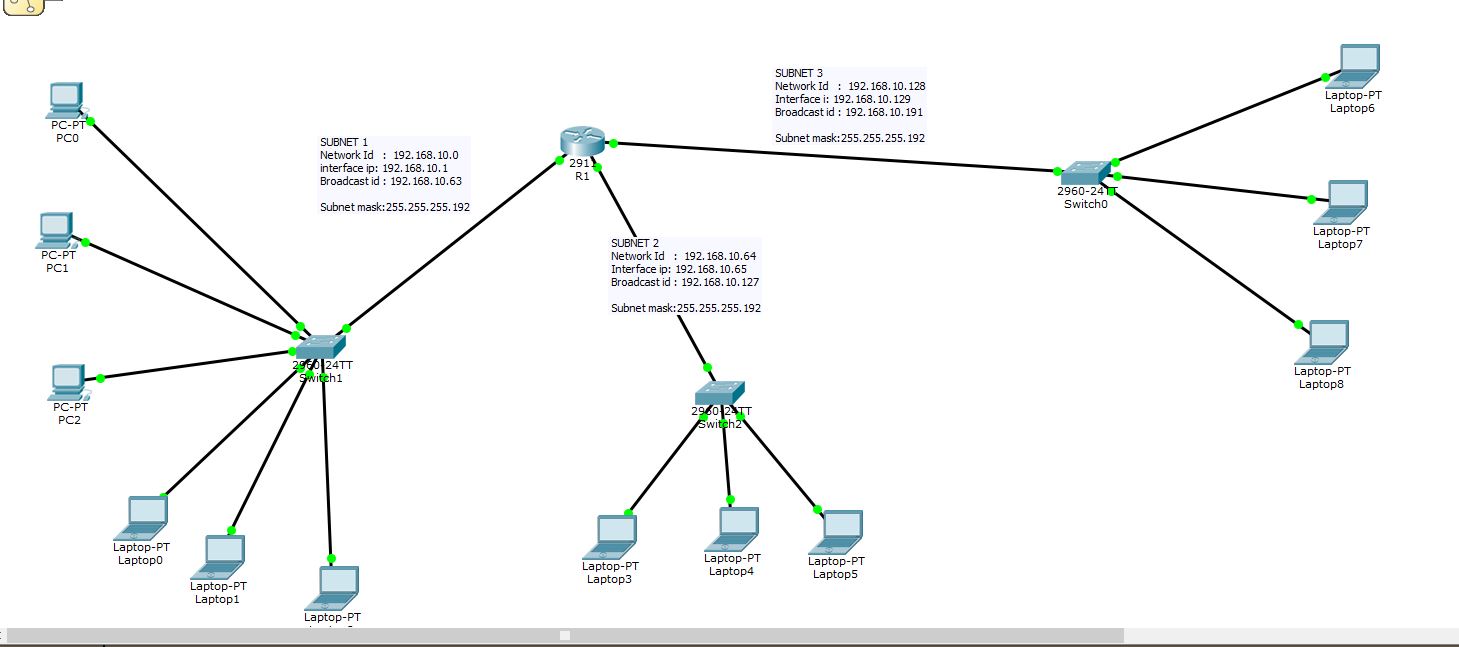 SUBNET 1
Network Id : 192.168.10.0
interface ip: 192.168.10.1
Broadcast id : 192.168.10.63
Subnet mask:255.255.255.192
SUBNET 2
Network Id : 192.168.10.64
Interface ip: 192.168.10.65
Broadcast id : 192.168.10.127
Subnet mask:255.255.255.192
SUBNET 3
Network Id : 192.168.10.128
Interface i: 192.168.10.129
Broadcast id : 192.168.10.191
Subnet mask:255.255.255.192
PC-PT
PC0
PC-PT
PC1
PC-PT
PC2
2960-24TT
Switch1
Laptop-PT
Laptop0
Laptop-PT
Laptop1
Laptop-PT
R1
2960-24TT
Switch2
Laptop-PT
Laptop3
Laptop-PT
Laptop4
Laptop-PT
Laptop5
2960-24TT
Switch0
Laptop-PT
Laptop6
Laptop-PT
Laptop7
Laptop-PT
Laptop8